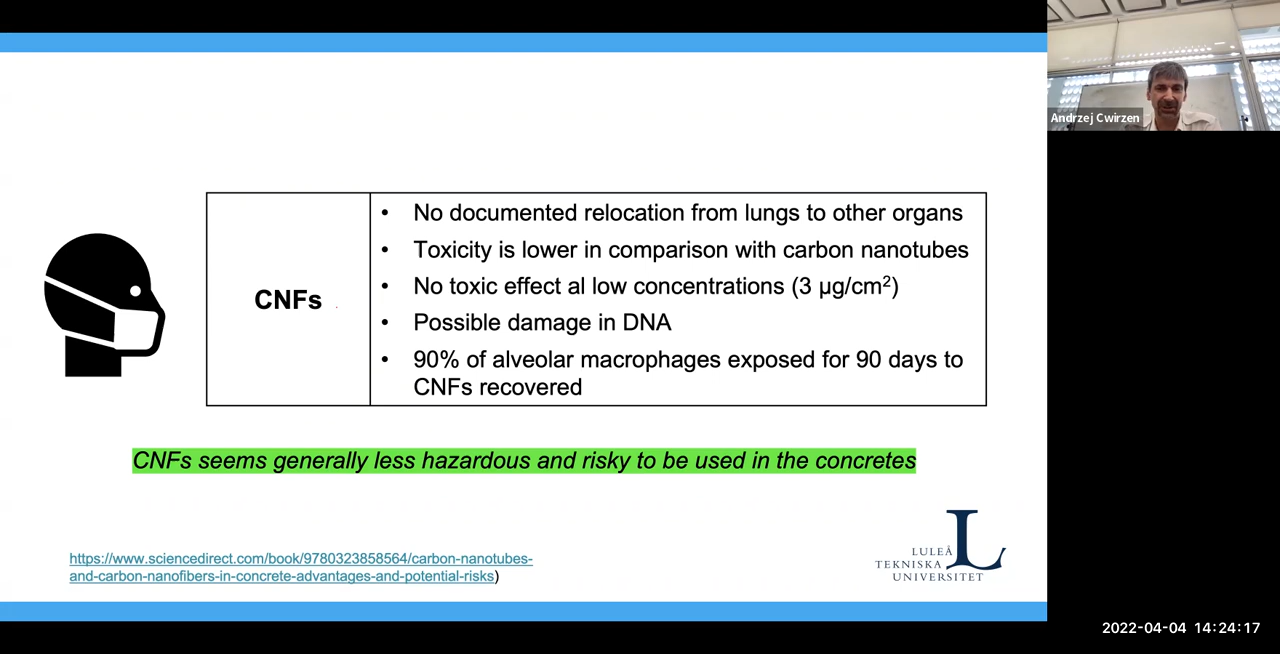 Andrzej Cwirzen
CNFs
• No documented relocation from lungs to other organs
• Toxicity is lower in comparison with carbon nanotubes
• No toxic effect al low concentrations (3 µg/cm²)
• Possible damage in DNA
• 90% of alveolar macrophages exposed for 90 days to
CNFs recovered
CNFs seems generally less hazardous and risky to be used in the concretes
https://www.sciencedirect.com/book/9780323858564/carbon-nanotubes-
and-carbon-nanofibers-in-concrete-advantages-and-potential-risks)
LULEÅ
TEKNISKA
UNIVERSITET
L
2022-04-04 14:24:17